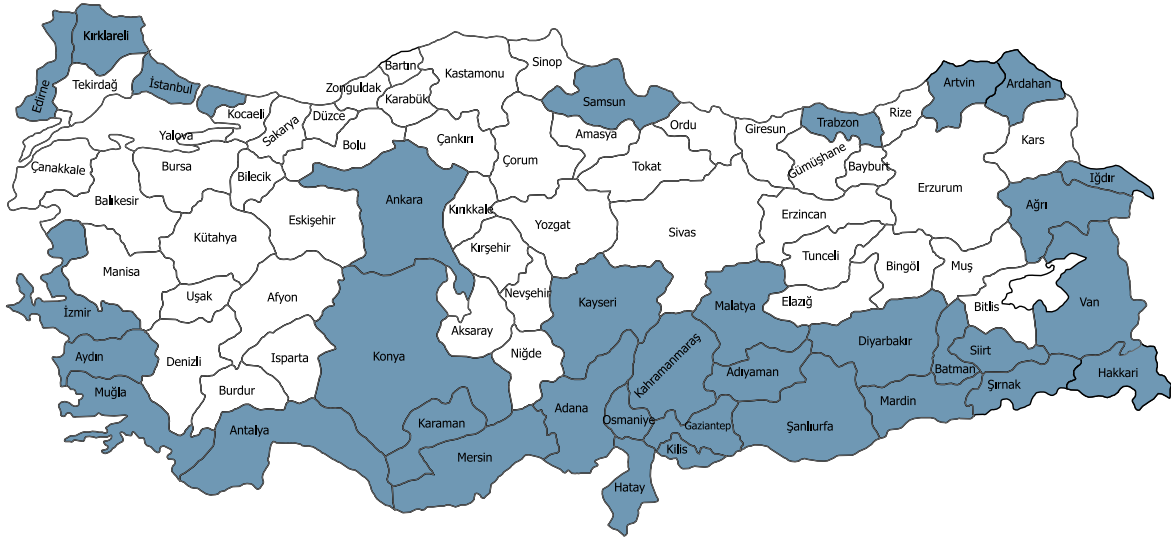 Kırklareli
Edirne
Tekirdağ
İstanbul
Kocaeli
Yalova
Sakarya
Düzce
Zonguldak
Bartın
Karabük
Kastamonu
Sinop
Samsun
Bolu
Çankırı
Çorum
Amasya
Ordu
Tokat
Giresun
Trabzon
Gümüşhane
Bayburt
Rize
Artvin
Ardahan
Kars
Iğdır
Ağrı
Erzurum
Erzincan
Çanakkale
Balıkesir
Bursa
Bilecik
Eskişehir
Kütahya
Ankara
Kırıkkale
Kırşehir
Yozgat
Sivas
Tunceli
Bingöl
Muş
Bitlis
Van
Elazığ
Malatya
Kayseri
Nevşehir
Aksaray
Niğde
Konya
Afyon
Uşak
Manisa
İzmir
Aydın
Denizli
Isparta
Burdur
Muğla
Antalya
Karaman
Mersin
Adana
Osmaniye
Kahramanmaraş
Adıyaman
Gaziantep
Kilis
Hatay
Şanlıurfa
Diyarbakır
Batman
Siirt
Mardin
Şırnak
Hakkari